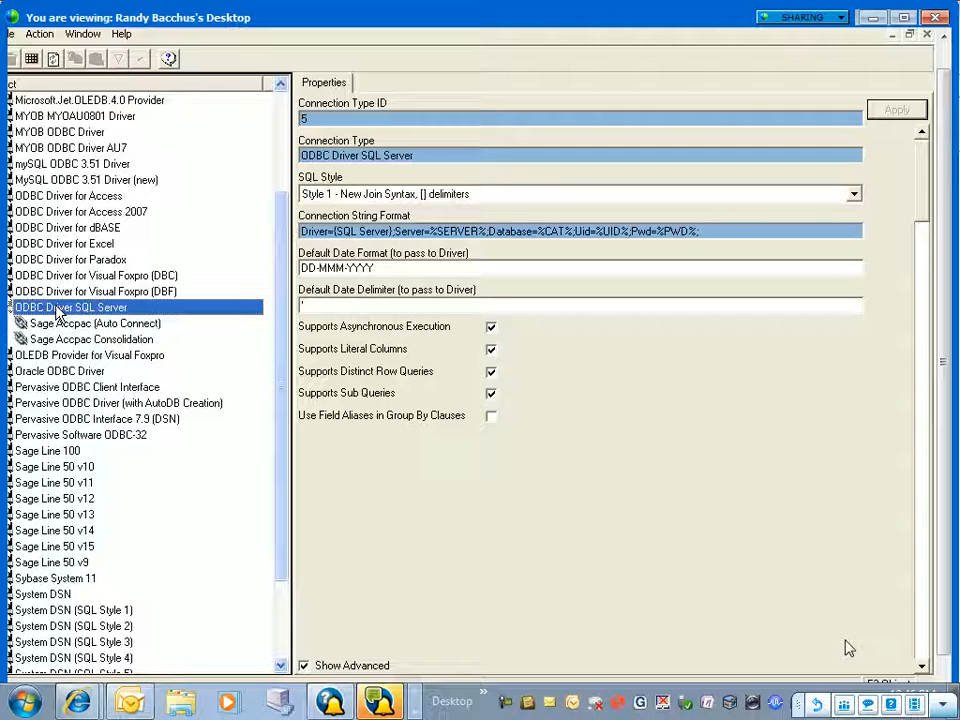 You are viewing: Randy Bacchus's Desktop
SHARING
Action Window Help
ct
Microsoft.Jet.OLEDB.4.0 Provider
MYOB MYOAU0801 Driver
MYOB ODBC Driver
MYOB ODBC Driver AU7
mySQL ODBC 3.51 Driver
MySQL ODBC 3.51 Driver (new)
ODBC Driver for Access
ODBC Driver for Access 2007
ODBC Driver for dBASE
ODBC Driver for Excel
ODBC Driver for Paradox
ODBC Driver for Visual Foxpro (DBC)
ODBC Driver for Visual Foxpro (DBF)
ODBC Driver SQL Server
Sage Accpac (Auto Connect)
Sage Accpac Consolidation
OLEDB Provider for Visual Foxpro
Oracle ODBC Driver
Pervasive ODBC Client Interface
Pervasive ODBC Driver (with AutoDB Creation)
Pervasive ODBC Interface 7.9 (DSN)
Pervasive Software ODBC-32
Sage Line 100
Sage Line 50 v10
Sage Line 50 v11
Sage Line 50 v12
Sage Line 50 v13
Sage Line 50 v14
Sage Line 50 v15
Sage Line 50 v9
Sybase System 11
System DSN
System DSN (SQL Style 1)
System DSN (SQL Style 2)
System DSN (SQL Style 3)
System DSN (SQL Style 4)
Properties
Connection Type ID
5
Apply
Connection Type
ODBC Driver SQL Server
SQL Style
Style 1 - New Join Syntax, [] delimiters
Connection String Format
Driver={SQL Server};Server=%SERVER%;Database=%CAT%;Uid=%UID%;Pwd=%PWD%;
Default Date Format (to pass to Driver)
DD-MMM-YYYY
Default Date Delimiter (to pass to Driver)
'
Supports Asynchronous Execution
Supports Literal Columns
Supports Distinct Row Queries
Supports Sub Queries
Use Field Aliases in Group By Clauses
Show Advanced
Desktop